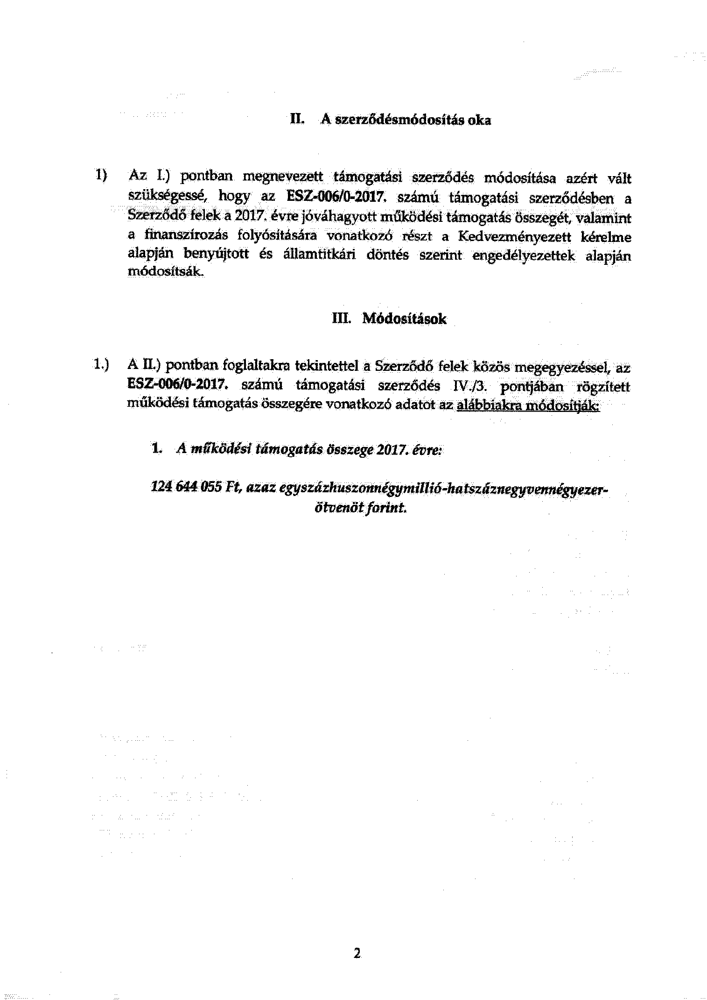 II. A szerződésmódosítás oka
1) Az I.) pontban megnevezett támogatási szerződés módosítása azért vált
szükségessé, hogy az ESZ-006/0-2017. számú támogatási szerződésben a
Szerződő felek a 2017. évre jóváhagyott működési támogatás összegét, valamint
a finanszírozás folyósítására vonatkozó részt a Kedvezményezett kérelme
alapján benyújtott és államtitkári döntés szerint engedélyezettek alapján
módosítsák.
III. Módosítások
1.) A II.) pontban foglaltakra tekintettel a Szerződő felek közös megegyezéssel, az
ESZ-006/0-2017. számú támogatási szerződés IV./3. pontjában rögzített
működési támogatás összegére vonatkozó adatot az alábbiakra módosítják:
1. A működési támogatás összege 2017. évre:
124 644 055 Ft, azaz egyszázhuszonnégymillió-hatszáznegyvennégyezer-
ötvenöt forint.
2